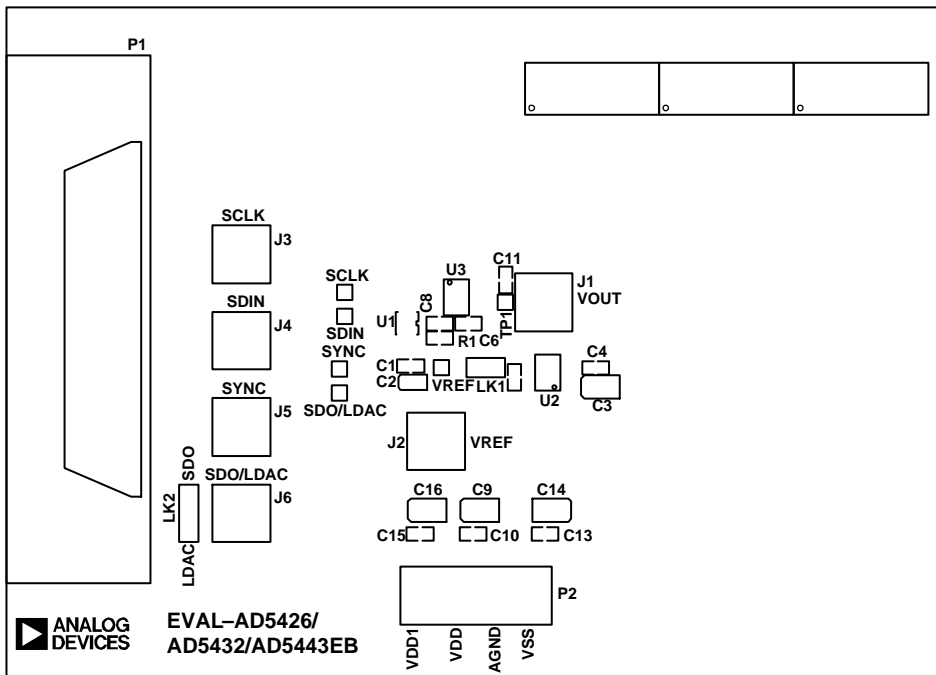 P1
SCLK
J3
SDIN
J4
SYNC
J5
SDO/LDAC
J6
SDO
LK2
LDAC
SCLK
SDIN
SYNC
SDO/LDAC
U1
C8
U3
R1
C6
C11
TP1
J1
VOUT
C1
C2
VREF
LK1
U2
C4
C3
J2
VREF
C16
C9
C14
C15
C10
C13
P2
VDD1
VDD
AGND
VSS
ANALOG
DEVICES
EVAL–AD5426/
AD5432/AD5443EB